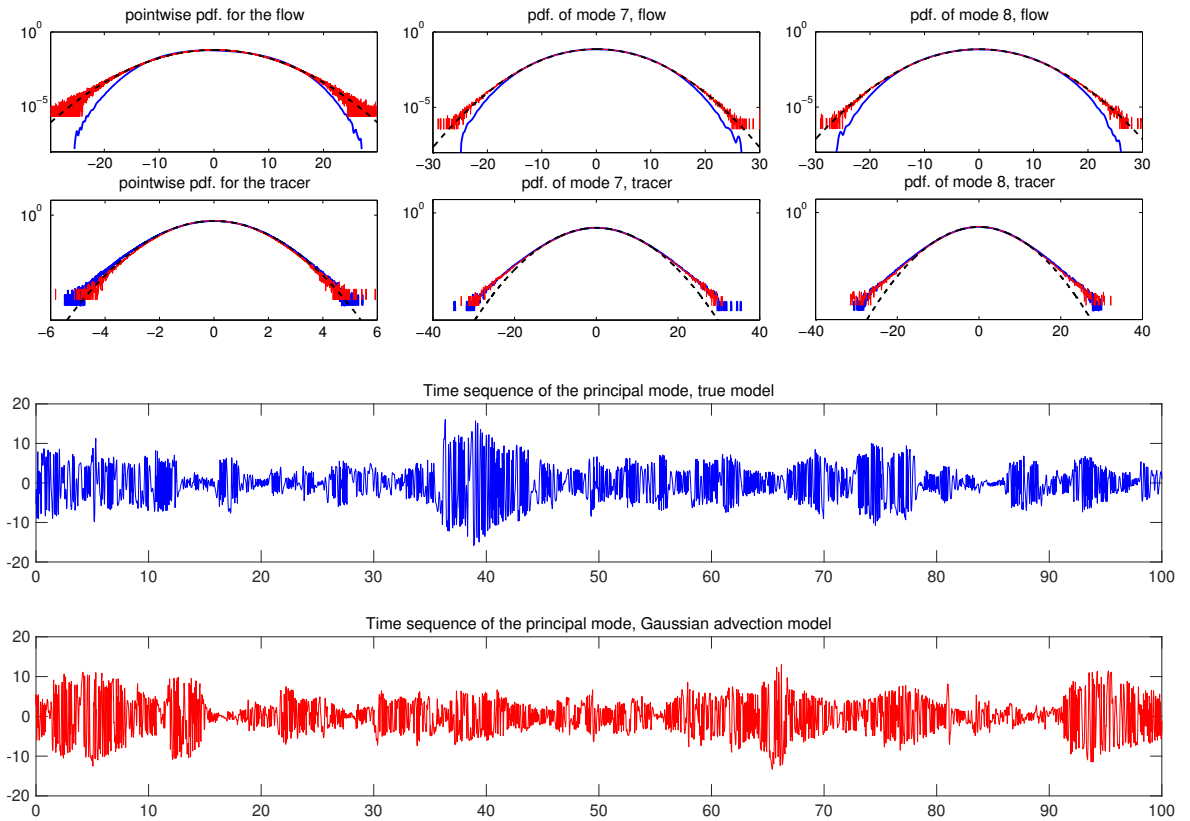 pointwise pdf. for the flow
10^0
10^-5
−20 −10 0 10 20
pdf. of mode 7, flow
10^0
10^-5
−30 −20 −10 0 10 20 30
pdf. of mode 8, flow
10^0
10^-5
−30 −20 −10 0 10 20 30
pointwise pdf. for the tracer
10^0
−6 −4 −2 0 2 4 6
pdf. of mode 7, tracer
10^0
−40 −20 0 20 40
pdf. of mode 8, tracer
10^0
−40 −20 0 20 40
Time sequence of the principal mode, true model
20
10
0
-10
-20
0 10 20 30 40 50 60 70 80 90 100
Time sequence of the principal mode, Gaussian advection model
20
10
0
-10
-20
0 10 20 30 40 50 60 70 80 90 100